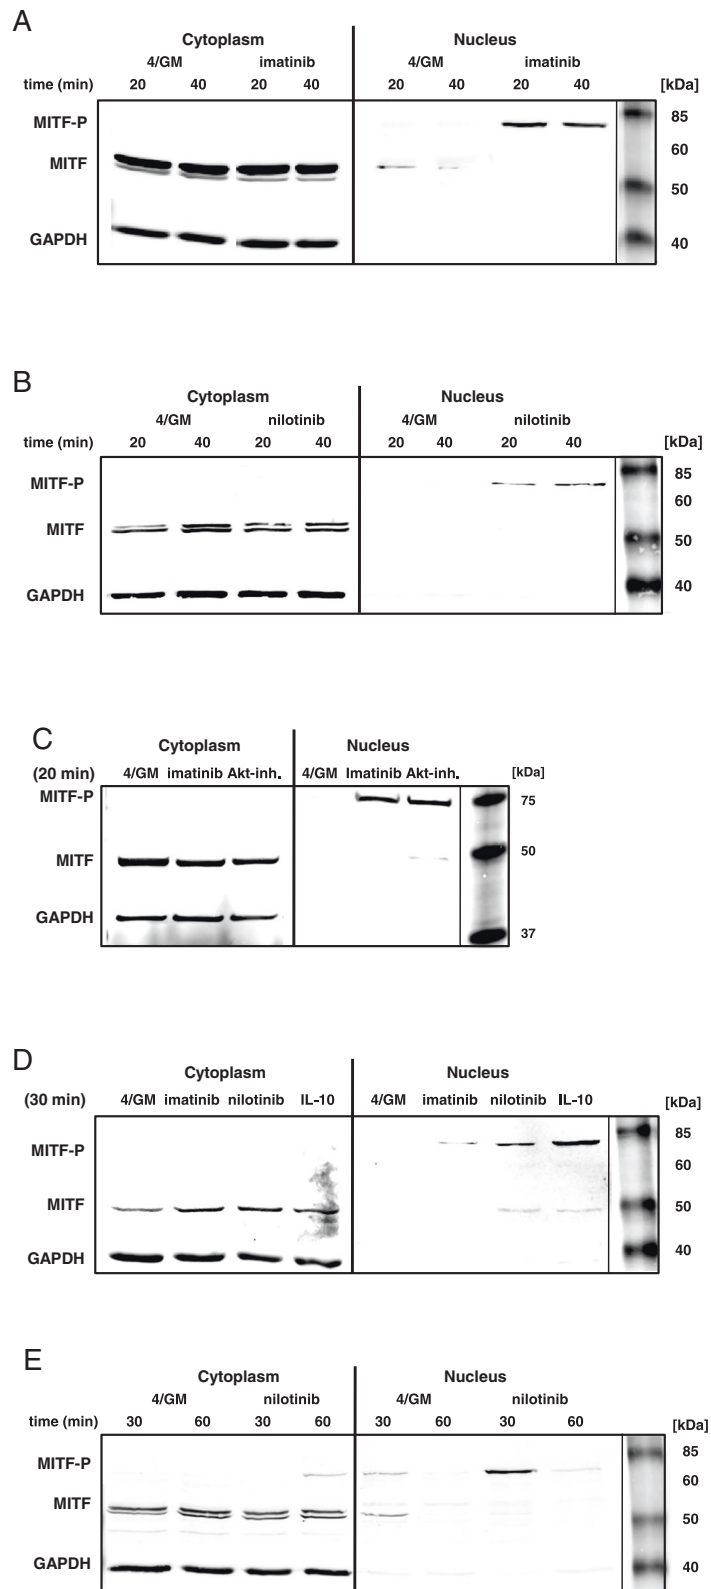 A
Cytoplasm Nucleus
4/GM imatinib 4/GM imatinib
time (min) 20 40 20 40 20 40 20 40 [kDa]
MITF-P 85
MITF 60
50
GAPDH 40
B
Cytoplasm Nucleus
4/GM nilotinib 4/GM nilotinib
time (min) 20 40 20 40 20 40 20 40 [kDa]
MITF-P 85
60
MITF 50
GAPDH 40
C
Cytoplasm Nucleus
(20 min) 4/GM imatinib Akt-inh. 4/GM Imatinib Akt-inh. [kDa]
MITF-P 75
MITF 50
GAPDH 37
D
Cytoplasm Nucleus
(30 min) 4/GM imatinib nilotinib IL-10 4/GM imatinib nilotinib IL-10 [kDa]
MITF-P 85
60
MITF 50
GAPDH 40
E
Cytoplasm Nucleus
4/GM nilotinib 4/GM nilotinib
time (min) 30 60 30 60 30 60 30 60 [kDa]
MITF-P 85
60
MITF 50
GAPDH 40